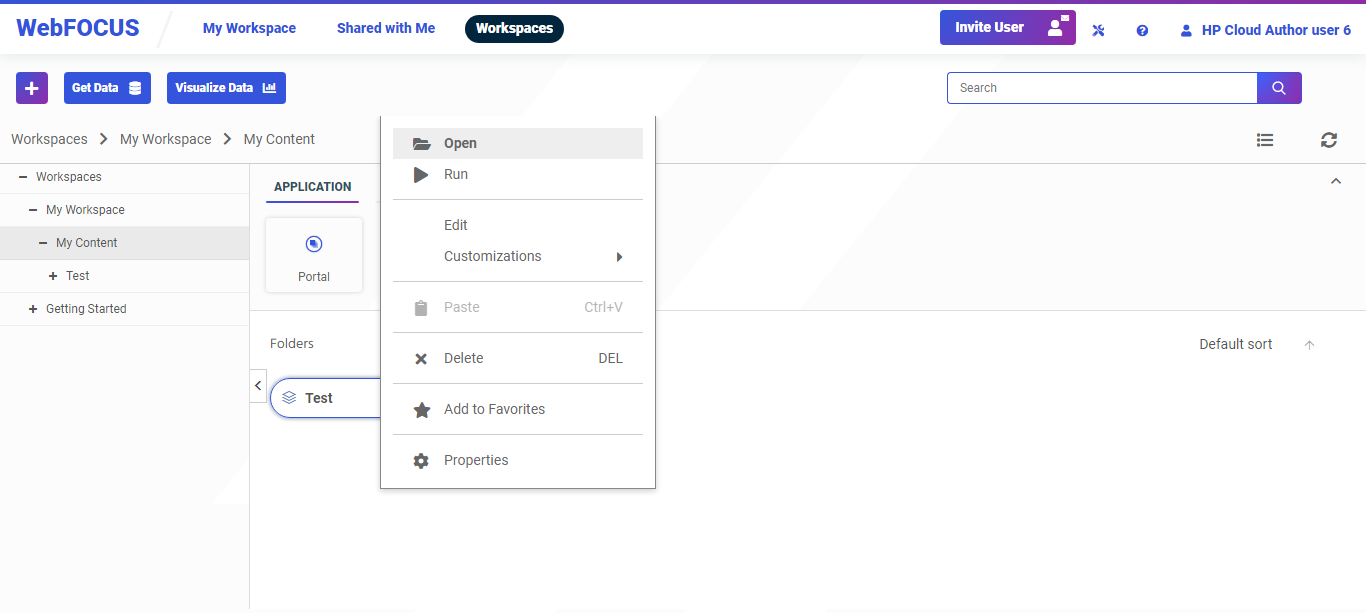 WebFOCUS My Workspace Shared with Me Workspaces Invite User HP Cloud Author user 6
Get Data Visualize Data Search
Workspaces My Workspace My Content
Workspaces
My Workspace
My Content
Test
Getting Started
APPLICATION
Portal
Open
Run
Edit
Customizations
Paste Ctrl+V
Delete DEL
Add to Favorites
Properties
Folders Default sort
Test